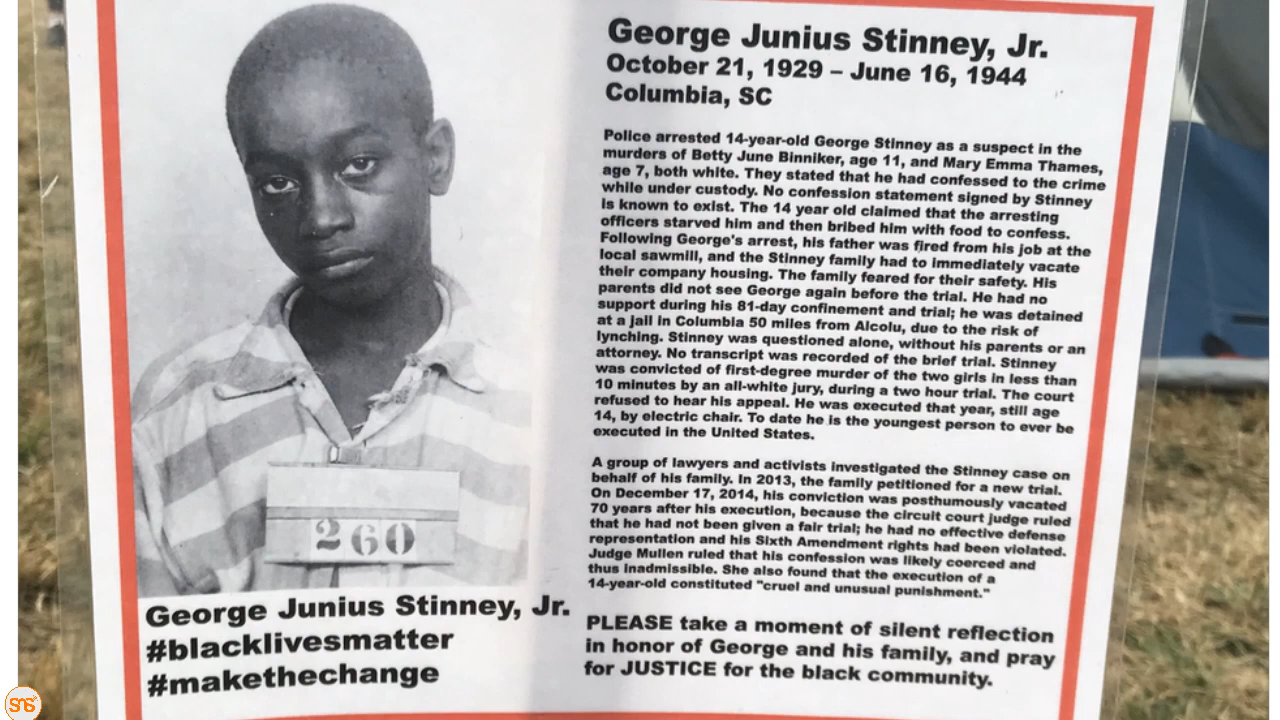 George Junius Stinney, Jr.
October 21, 1929 – June 16, 1944
Columbia, SC
Police arrested 14-year-old George Stinney as a suspect in the
murders of Betty June Binniker, age 11, and Mary Emma Thames,
age 7, both white. They stated that he had confessed to the crime
while under custody. No confession statement signed by Stinney
is known to exist. The 14 year old claimed that the arresting
officers starved him and then bribed him with food to confess.
Following George's arrest, his father was fired from his job at the
local sawmill, and the Stinney family had to immediately vacate
their company housing. The family feared for their safety. His
parents did not see George again before the trial. He had no
support during his 81-day confinement and trial; he was detained
at a jail in Columbia 50 miles from Alcolu, due to the risk of
lynching. Stinney was questioned alone, without his parents or an
attorney. No transcript was recorded of the brief trial. Stinney
was convicted of first-degree murder of the two girls in less than
10 minutes by an all-white jury, during a two hour trial. The court
refused to hear his appeal. He was executed that year, still age
14, by electric chair. To date he is the youngest person to ever be
executed in the United States.
A group of lawyers and activists investigated the Stinney case on
behalf of his family. In 2013, the family petitioned for a new trial.
On December 17, 2014, his conviction was posthumously vacated
70 years after his execution, because the circuit court judge ruled
that he had not been given a fair trial; he had no effective defense
representation and his Sixth Amendment rights had been violated.
Judge Mullen ruled that his confession was likely coerced and
thus inadmissible. She also found that the execution of a
14-year-old constituted "cruel and unusual punishment."
PLEASE take a moment of silent reflection
in honor of George and his family, and pray
for JUSTICE for the black community.
260
George Junius Stinney, Jr.
#blacklivesmatter
#makethechange
SNS